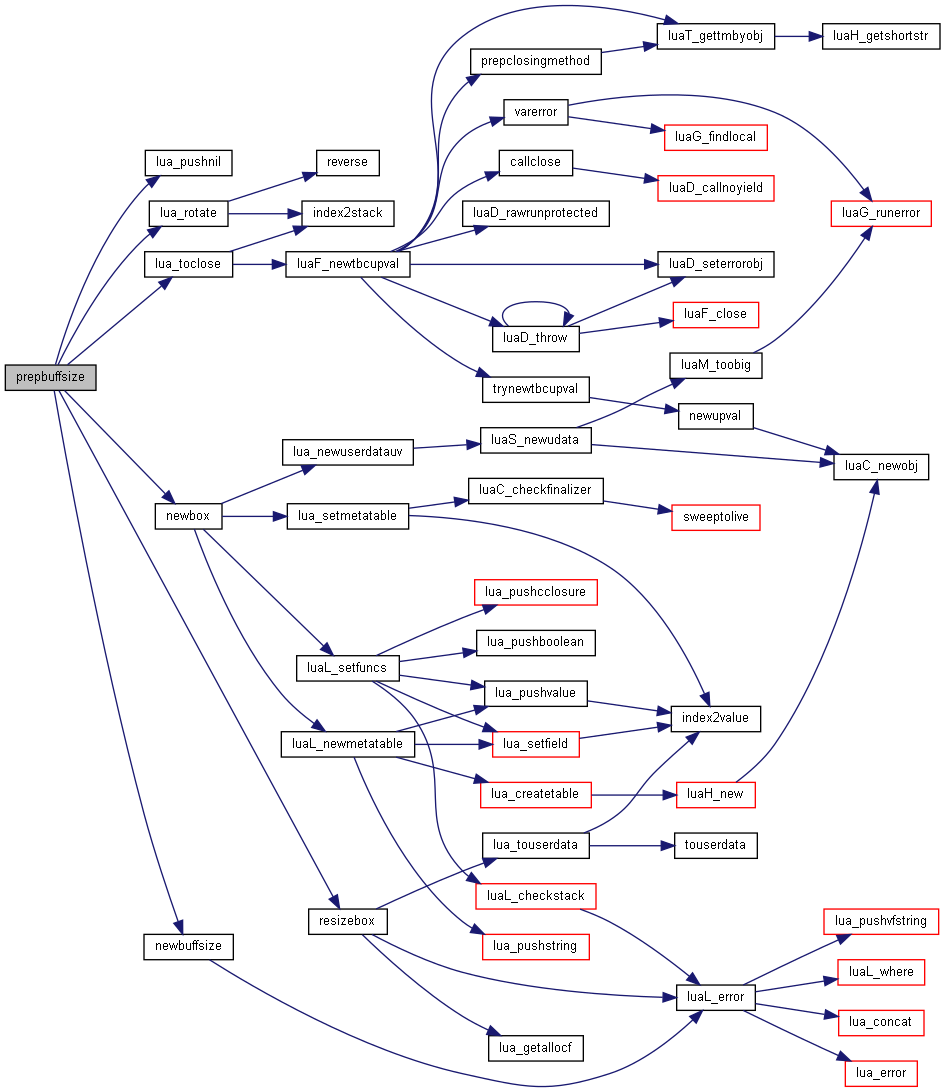 luaT_gettmbyobj
luaH_getshortstr
prepclosingmethod
varerror
luaG_findlocal
lua_pushnil
reverse
callclose
luaD_callnoyield
lua_rotate
index2stack
luaD_rawrunprotected
luaG_runerror
lua_toclose
luaF_newtbcupval
luaD_seterrorobj
luaF_close
luaD_throw
luaM_toobig
prepbuffsize
trynewtbcupval
newupval
lua_newuserdatauv
luaS_newudata
luaC_newobj
luaC_checkfinalizer
newbox
lua_setmetatable
sweeptolive
lua_pushcclosure
lua_pushboolean
luaL_setfuncs
lua_pushvalue
index2value
luaL_newmetatable
lua_setfield
lua_createtable
luaH_new
lua_touserdata
touserdata
luaL_checkstack
resizebox
lua_pushvfstring
newbuffsize
lua_pushstring
luaL_where
luaL_error
lua_concat
lua_getallocf
lua_error